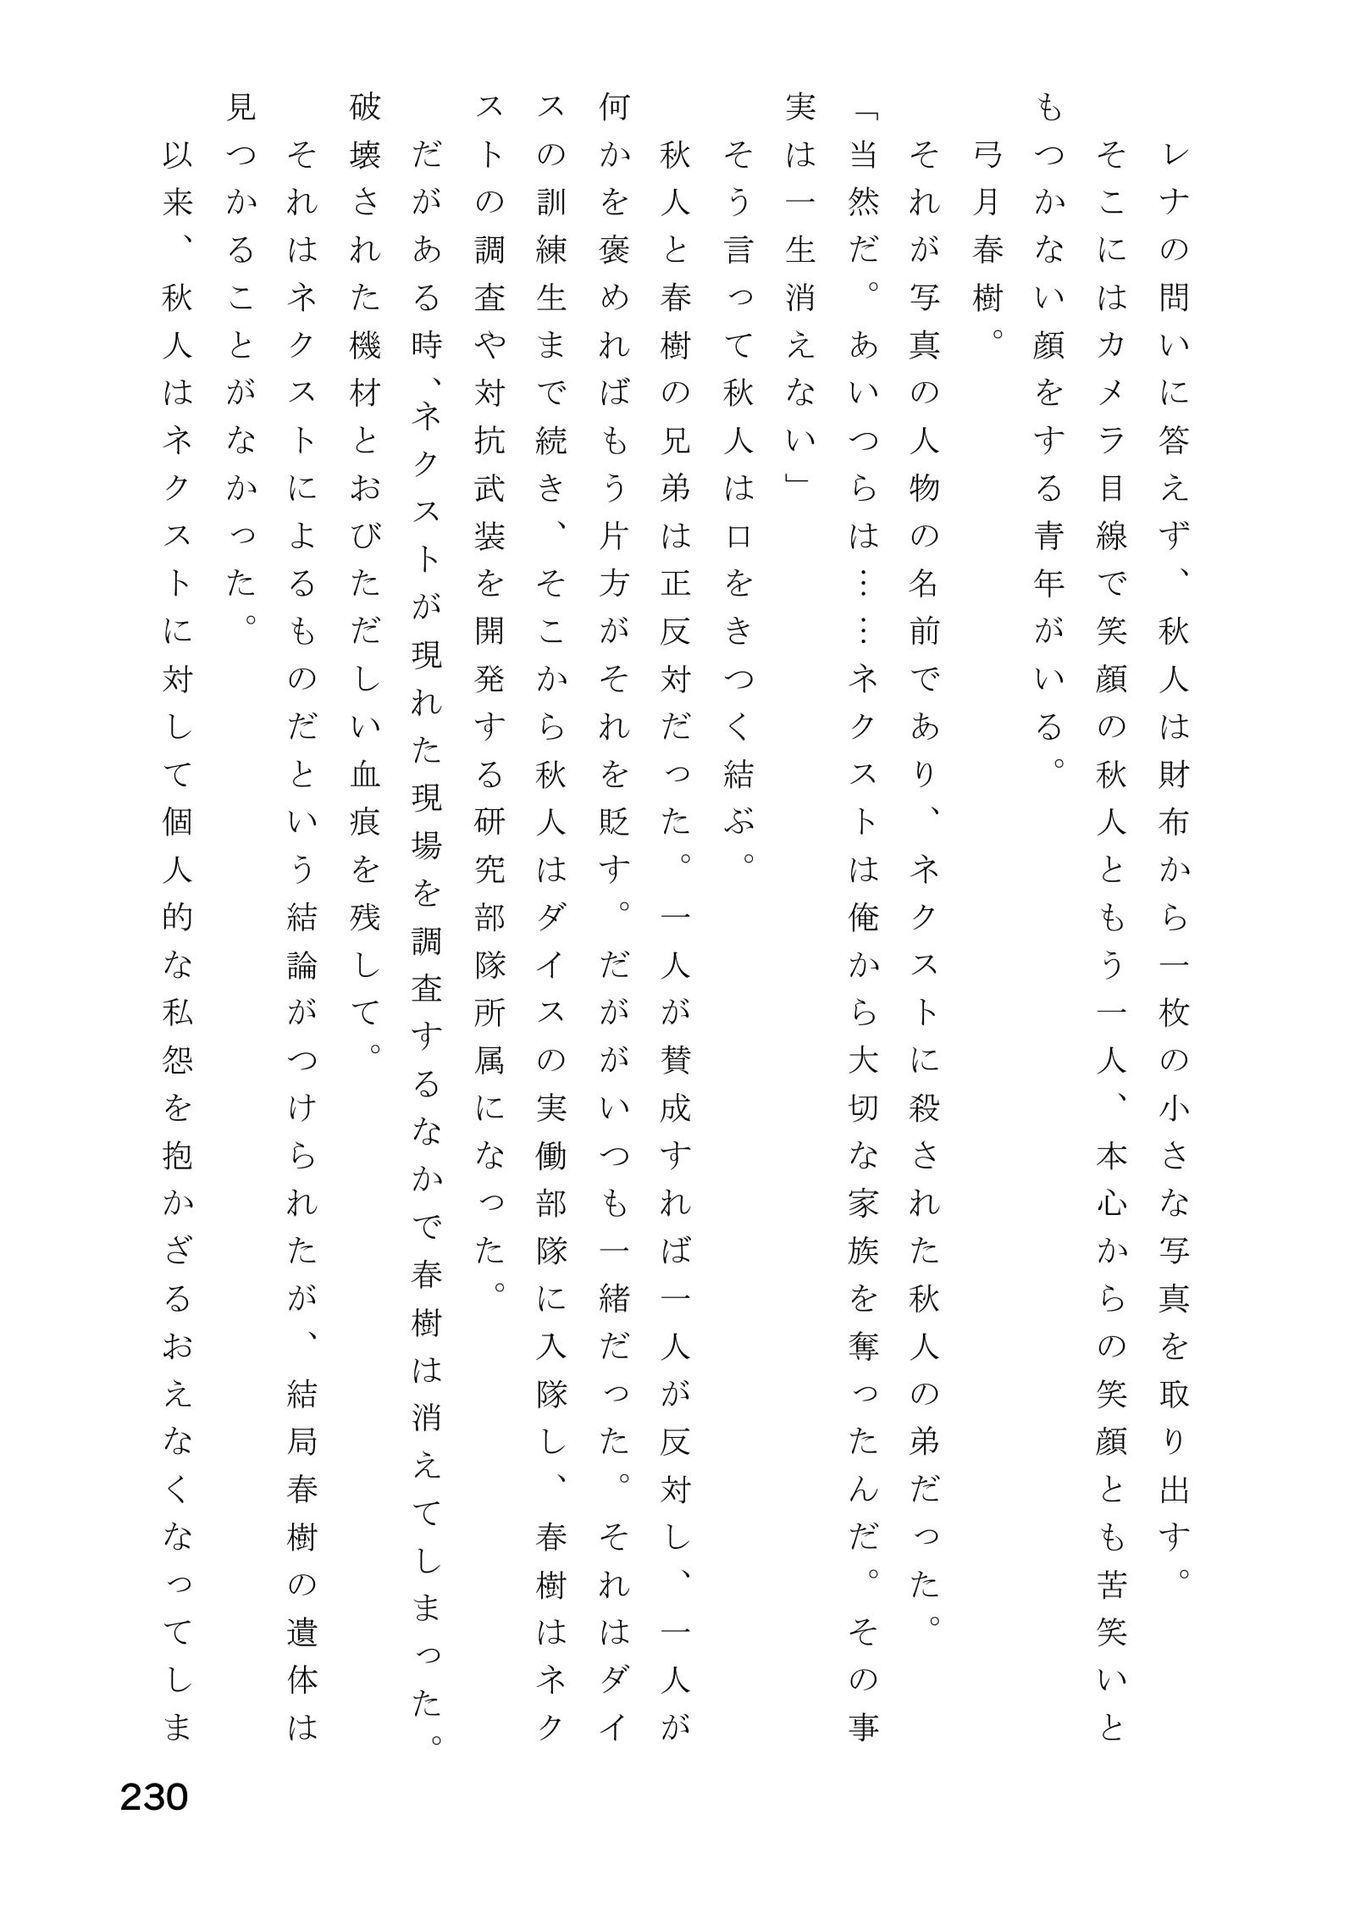 レナの問いに答えず、秋人は財布から一枚の小さな写真を取り出す。
そこにはカメラ目線で笑顔の秋人ともう一人、本心からの笑顔とも苦笑いと
もつかない顔をする青年がいる。
弓月春樹。
それが写真の人物の名前であり、ネクストに殺された秋人の弟だった。
「当然だ。あいつらは……ネクストは俺から大切な家族を奪ったんだ。その事
実は一生消えない」
そう言って秋人は口をきつく結ぶ。
秋人と春樹の兄弟は正反対だった。一人が賛成すれば一人が反対し、一人が
何かを褒めればもう片方がそれを貶す。だががいつも一緒だった。それはダイ
スの訓練生まで続き、そこから秋人はダイスの実働部隊に入隊し、春樹はネク
ストの調査や対抗武装を開発する研究部隊所属になった。
だがある時、ネクストが現れた現場を調査するなかで春樹は消えてしまった。
破壊された機材とおびただしい血痕を残して。
それはネクストによるものだという結論がつけられたが、結局春樹の遺体は
見つかることがなかった。
以来、秋人はネクストに対して個人的な私怨を抱かざるおえなくなってしま
230